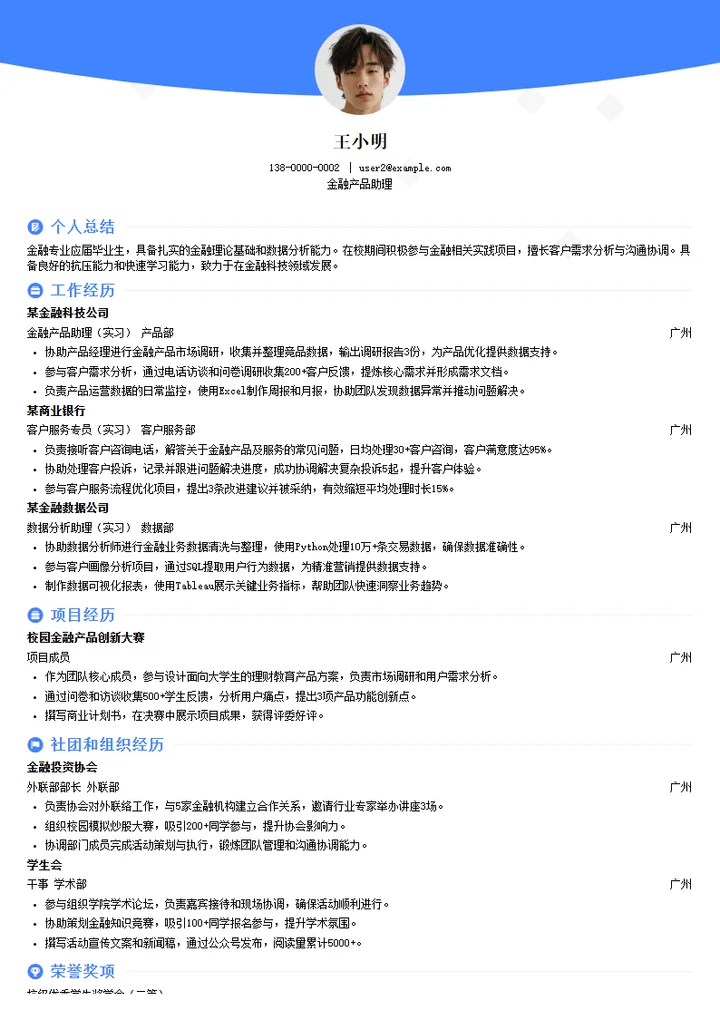 王小明
138-0000-0002 | user2@example.com
金融产品助理
个人总结
金融专业应届毕业生，具备扎实的金融理论基础和数据分析能力。在校期间积极参与金融相关实践项目，擅长客户需求分析与沟通协调。具
备良好的抗压能力和快速学习能力，致力于在金融科技领域发展。
工作经历
某金融科技公司
金融产品助理（实习） 产品部 广州
• 协助产品经理进行金融产品市场调研，收集并整理竞品数据，输出调研报告3份，为产品优化提供数据支持。
• 参与客户需求分析，通过电话访谈和问卷调研收集200+客户反馈，提炼核心需求并形成需求文档。
• 负责产品运营数据的日常监控，使用Excel制作周报和月报，协助团队发现数据异常并推动问题解决。
某商业银行
客户服务专员（实习） 客户服务部 广州
• 负责接听客户咨询电话，解答关于金融产品及服务的常见问题，日均处理30+客户咨询，客户满意度达95%。
• 协助处理客户投诉，记录并跟进问题解决进度，成功协调解决复杂投诉5起，提升客户体验。
• 参与客户服务流程优化项目，提出3条改进建议并被采纳，有效缩短平均处理时长15%。
某金融数据公司
数据分析助理（实习） 数据部 广州
• 协助数据分析师进行金融业务数据清洗与整理，使用Python处理10万+条交易数据，确保数据准确性。
• 参与客户画像分析项目，通过SQL提取用户行为数据，为精准营销提供数据支持。
• 制作数据可视化报表，使用Tableau展示关键业务指标，帮助团队快速洞察业务趋势。
项目经历
校园金融产品创新大赛
项目成员 广州
• 作为团队核心成员，参与设计面向大学生的理财教育产品方案，负责市场调研和用户需求分析。
• 通过问卷和访谈收集500+学生反馈，分析用户痛点，提出3项产品功能创新点。
• 撰写商业计划书，在决赛中展示项目成果，获得评委好评。
社团和组织经历
金融投资协会
外联部部长 外联部 广州
• 负责协会对外联络工作，与5家金融机构建立合作关系，邀请行业专家举办讲座3场。
• 组织校园模拟炒股大赛，吸引200+同学参与，提升协会影响力。
• 协调部门成员完成活动策划与执行，锻炼团队管理和沟通协调能力。
学生会
干事 学术部 广州
• 参与组织学院学术论坛，负责嘉宾接待和现场协调，确保活动顺利进行。
• 协助策划金融知识竞赛，吸引100+同学报名参与，提升学术氛围。
• 撰写活动宣传文案和新闻稿，通过公众号发布，阅读量累计5000+。
荣誉奖项